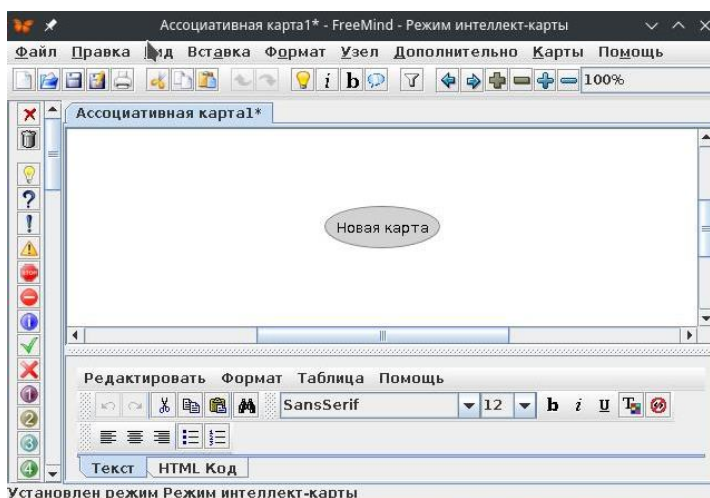 Ассоциативная карта1* - FreeMind - Режим интеллект-карты
Файл Правка Вид Вставка Формат Узел Дополнительно Карты Помощь
100%
Ассоциативная карта1*
Новая карта
Редактировать Формат Таблица Помощь
SansSerif 12 b i U
Текст HTML Код
Установлен режим Режим интеллект-карты